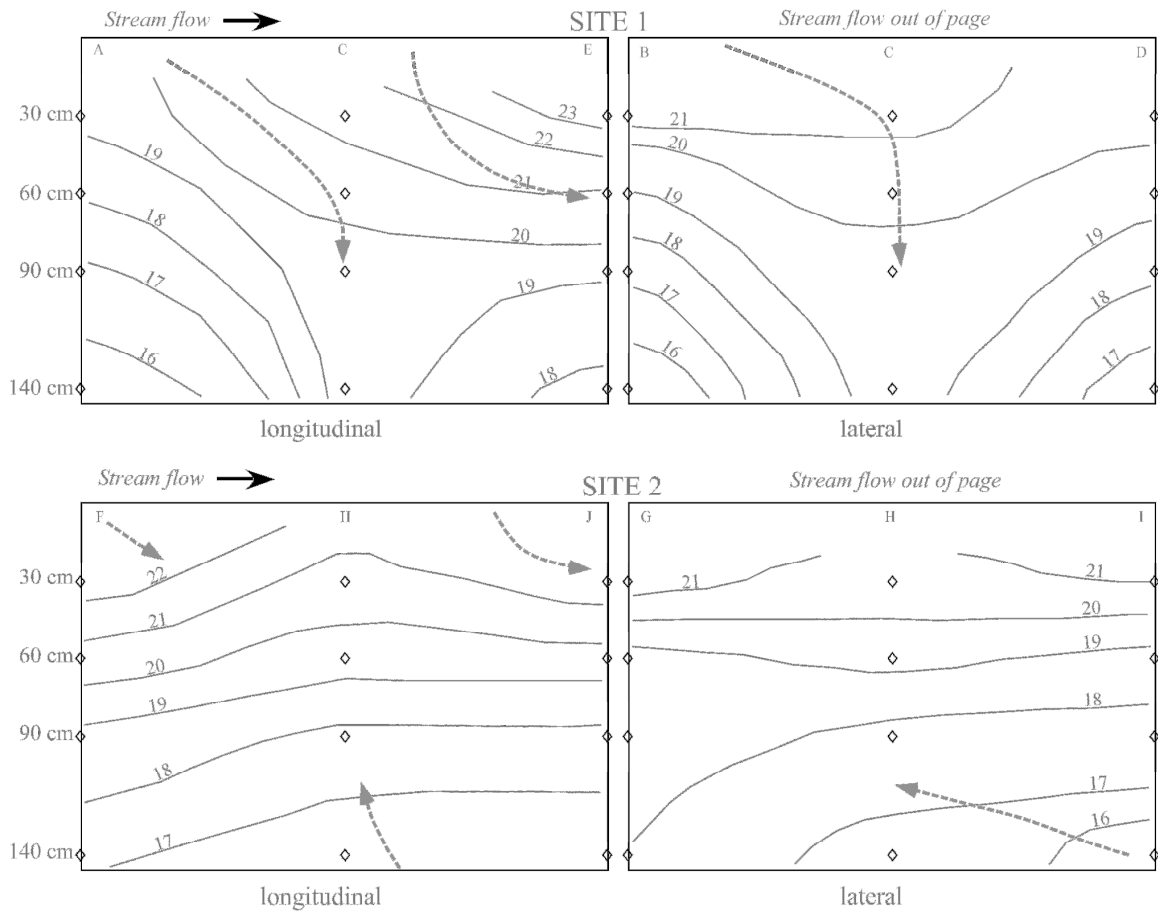 Stream flow
SITE 1
Stream flow out of page
A
C
E
B
C
D
30 cm
60 cm
90 cm
140 cm
23
22
21
20
19
18
19
18
17
16
21
20
19
18
17
16
19
18
17
longitudinal
lateral
Stream flow
SITE 2
Stream flow out of page
F
H
J
G
H
I
30 cm
60 cm
90 cm
140 cm
22
21
20
19
18
17
21
21
20
19
18
17
16
longitudinal
lateral